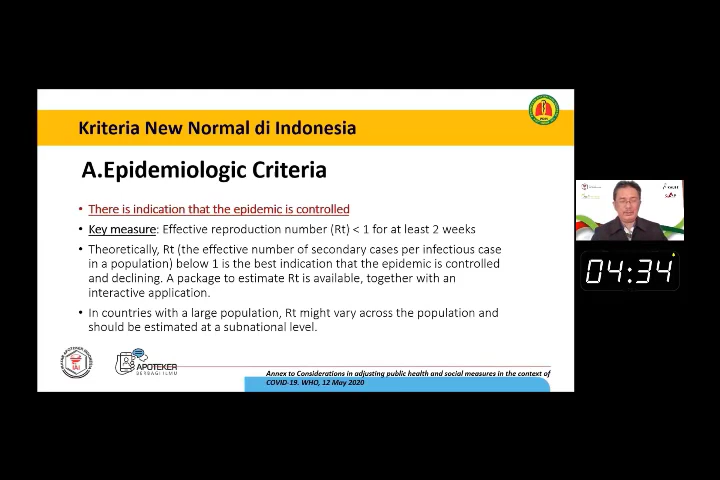 Kriteria New Normal di Indonesia
A.Epidemiologic Criteria
• There is indication that the epidemic is controlled
• Key measure: Effective reproduction number (Rt) < 1 for at least 2 weeks
• Theoretically, Rt (the effective number of secondary cases per infectious case
in a population) below 1 is the best indication that the epidemic is controlled
and declining. A package to estimate Rt is available, together with an
interactive application.
• In countries with a large population, Rt might vary across the population and
should be estimated at a subnational level.
IAI
APOTEKER
BERBAGI ILMU
Annex to Considerations in adjusting public health and social measures in the context of
COVID-19. WHO, 12 May 2020
04:34